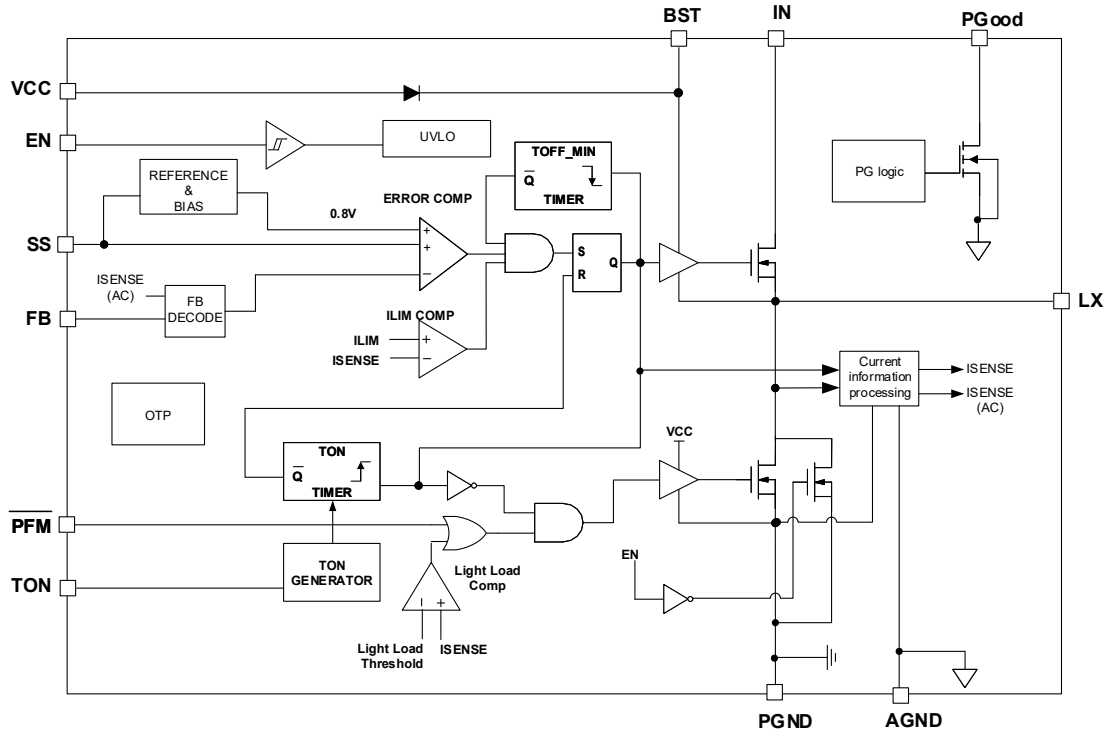 BST
IN
PGood
VCC
EN
UVLO
REFERENCE
&
BIAS
0.8V
ERROR COMP
TOFF_MIN
Q
TIMER
PG logic
SS
+
+
−
S
R
Q
ISENSE
(AC)
FB
DECODE
FB
LX
ILIM COMP
ILIM
ISENSE
+
−
Current
information
processing
ISENSE
ISENSE
(AC)
OTP
TON
Q
TIMER
VCC
PFM
TON
TON
GENERATOR
Light Load
Comp
EN
−
+
Light Load
Threshold
ISENSE
PGND
AGND